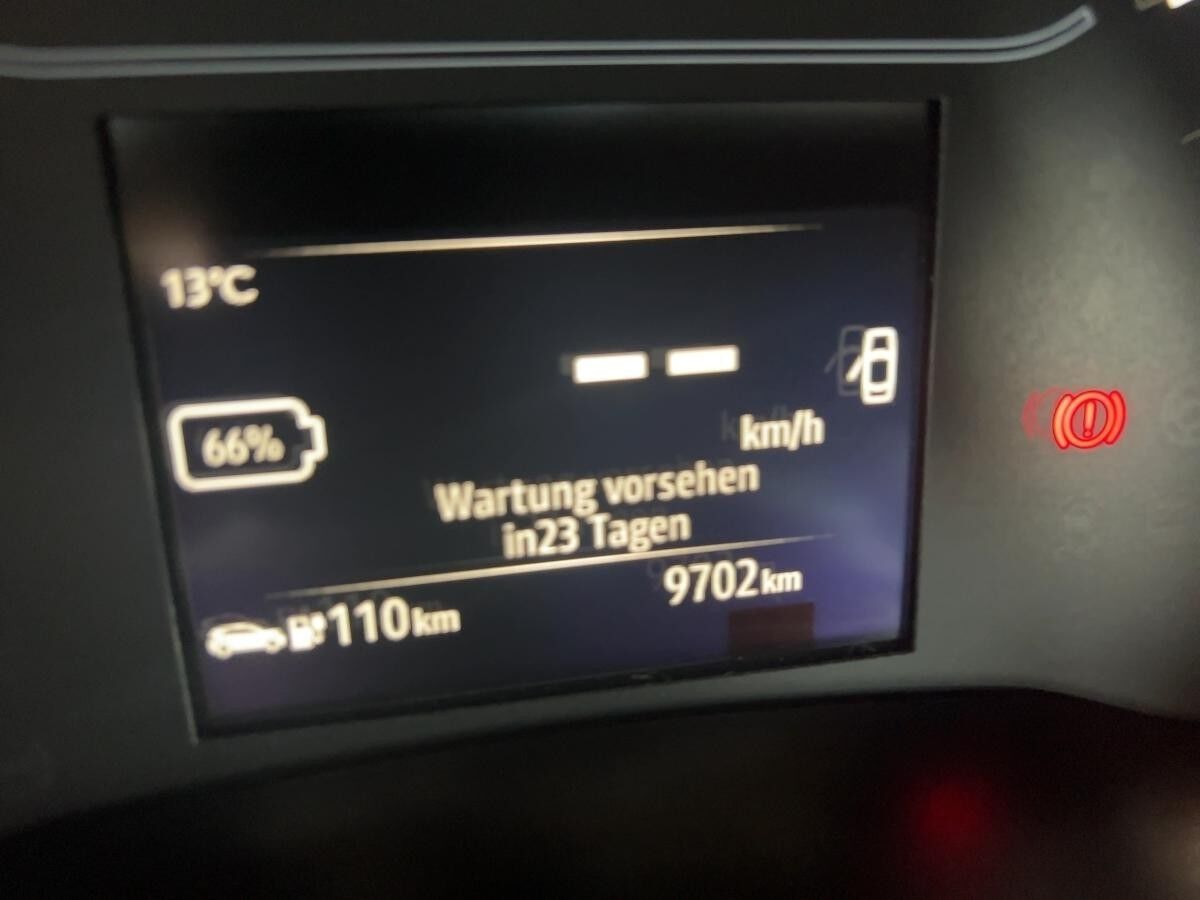 13°C
-- 
km/h
66%
Wartung vorsehen
in23 Tagen
9702km
110km